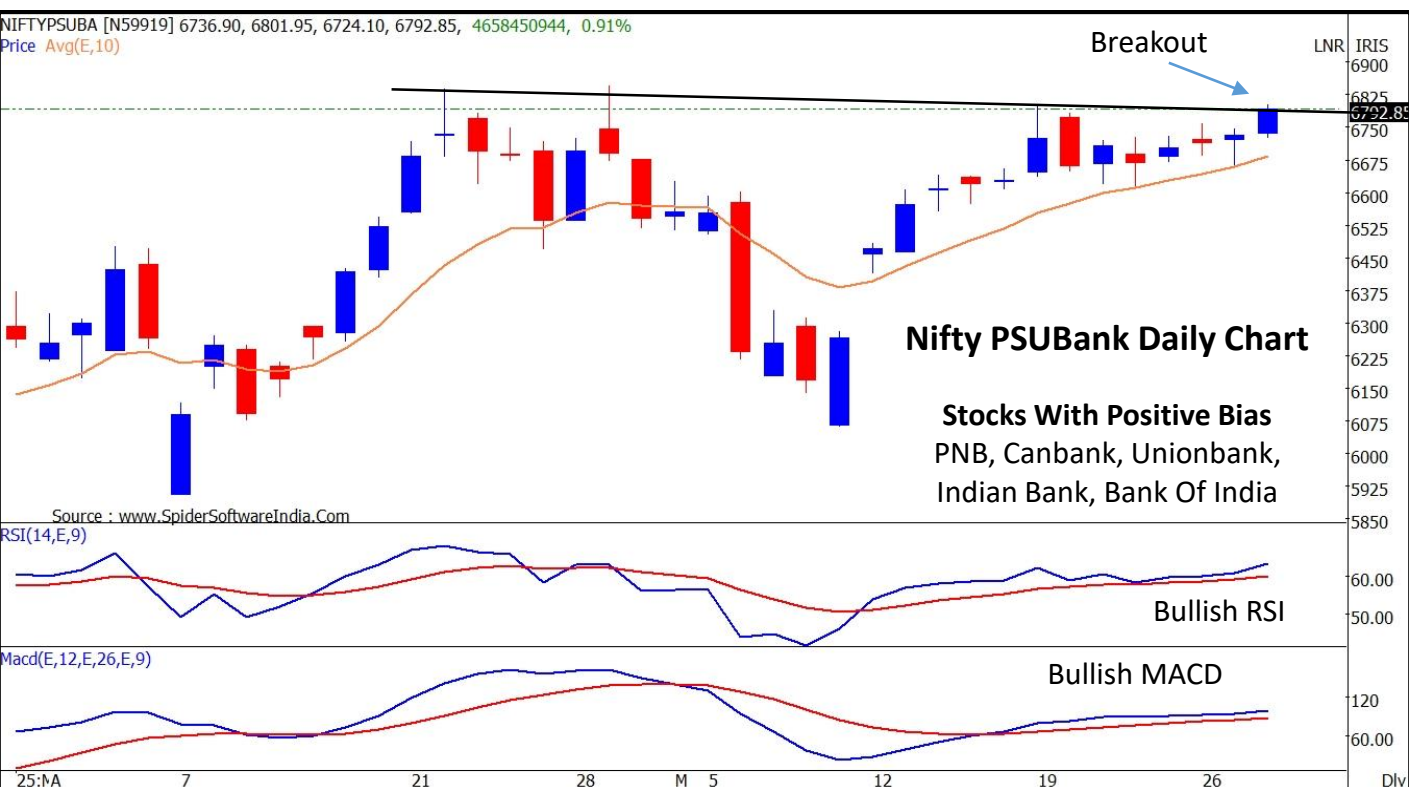 NIFTYPSUBA [N59919] 6736.90, 6801.95, 6724.10, 6792.85, 4658450944, 0.91%
Price Avg(E,10)
Breakout
LNR IRIS
6900
6825
6792.85
6750
6675
6600
6525
6450
6375
6300
6225
6150
6075
6000
5925
5850
Nifty PSUBank Daily Chart
Stocks With Positive Bias
PNB, Canbank, Unionbank,
Indian Bank, Bank Of India
Source : www.SpiderSoftwareIndia.Com
RSI(14,E,9)
60.00
50.00
Bullish RSI
Macd(E,12,E,26,E,9)
Bullish MACD
120
60.00
25:MA 7 21 28 M 5 12 19 26 Dly